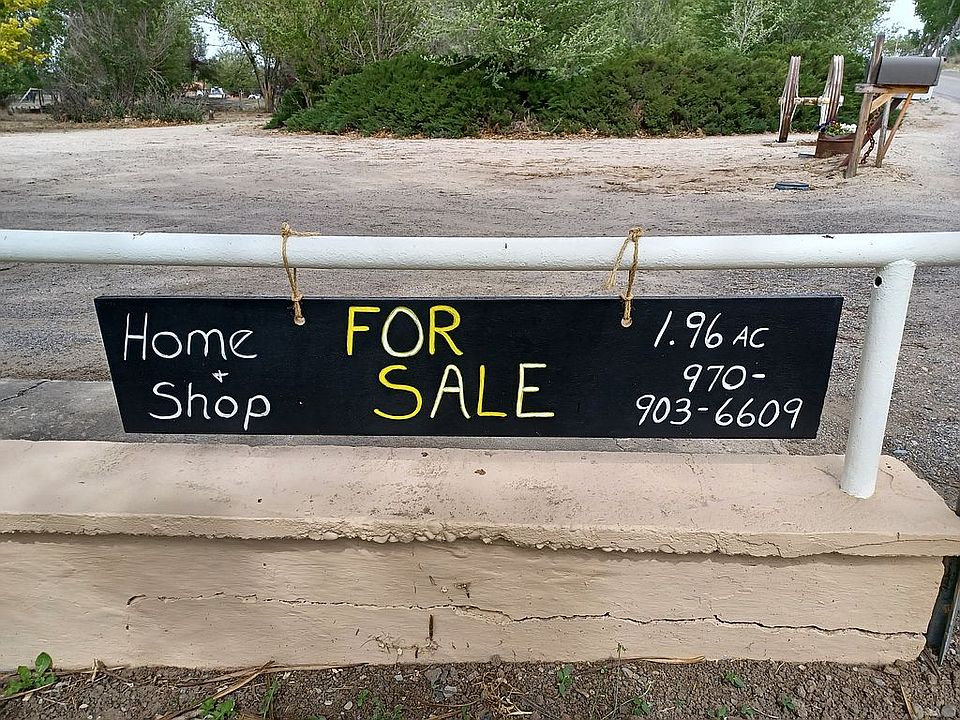 Home
+
Shop
FOR
SALE
1.96 AC
970-
903-6609